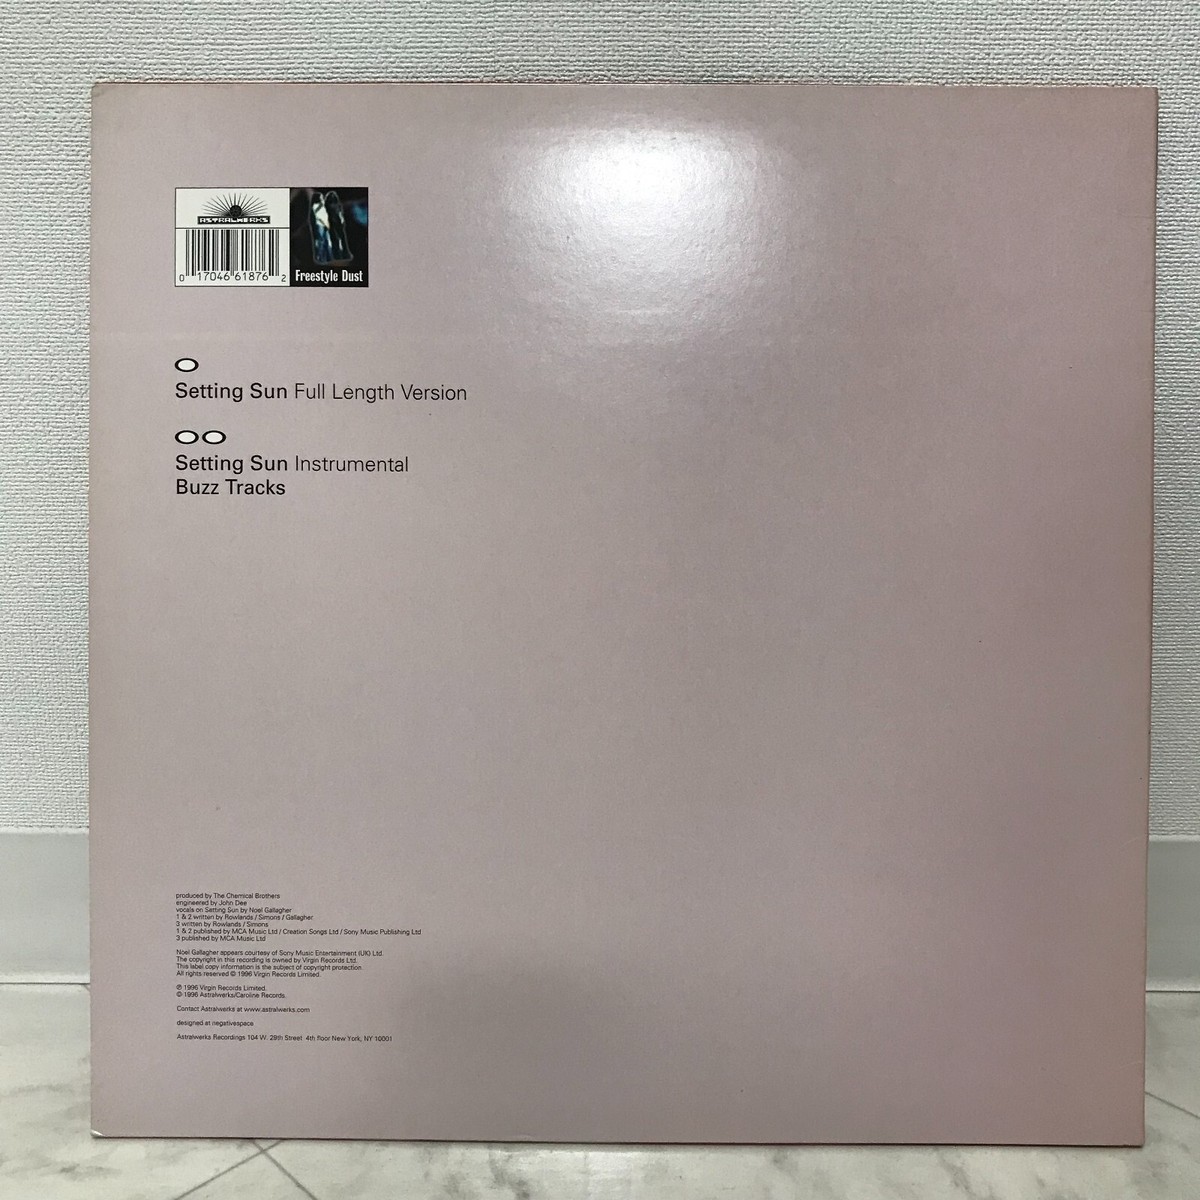 ASTRALWERKS
0 17046 61876 2
Freestyle Dust
Setting Sun Full Length Version
Setting Sun Instrumental
Buzz Tracks
produced by The Chemical Brothers
engineered by John Dee
vocals on Setting Sun by Noel Gallagher
1 & 2 written by Rowlands / Simons / Gallagher
3 written by Rowlands / Simons
1 & 2 published by MCA Music Ltd / Creation Songs Ltd / Sony Music Publishing Ltd
3 published by MCA Music Ltd
Noel Gallagher appears courtesy of Sony Music Entertainment (UK) Ltd.
The copyright in this recording is owned by Virgin Records Ltd.
This label copy information is the subject of copyright protection.
All rights reserved © 1996 Virgin Records Limited.
℗ 1996 Virgin Records Limited.
© 1996 Astralwerks/Caroline Records.
Contact Astralwerks at www.astralwerks.com
designed at negativespace
Astralwerks Recordings 104 W. 29th Street 4th floor New York, NY 10001